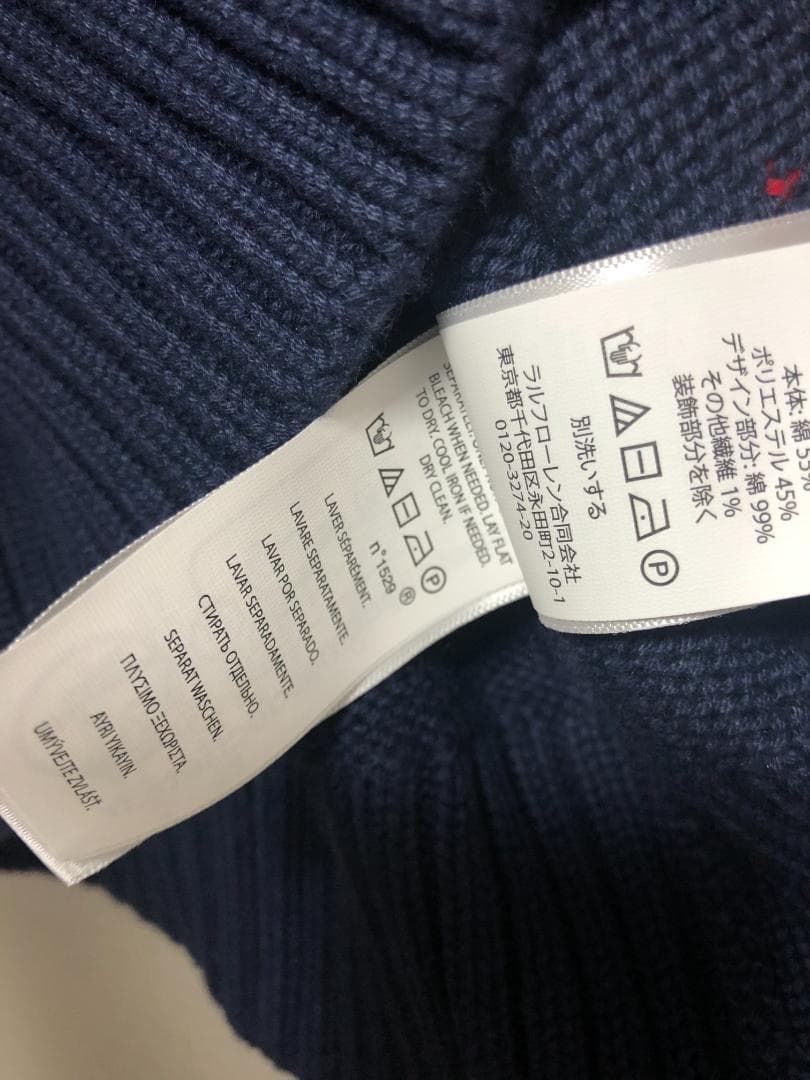 本体: 綿 55%
ポリエステル 45%
デザイン部分: 綿 99%
その他繊維 1%
装飾部分を除く
別洗いする
ラルフローレン合同会社
東京都千代田区永田町2-10-1
0120-3274-20
BLEACH WHEN NEEDED. LAY FLAT
TO DRY. COOL IRON IF NEEDED.
DRY CLEAN.
n°1529 ®
LAVER SÉPARÉMENT.
LAVARE SEPARATAMENTE.
LAVAR POR SEPARADO.
LAVAR SEPARADAMENTE.
СТИРАТЬ ОТДЕЛЬНО.
SEPARAT WASCHEN.
ΠΛΥΣΙΜΟ ΞΕΧΩΡΙΣΤΑ.
AYRI YIKAYIN.
UMÝVEJTE ZVLÁŠŤ.